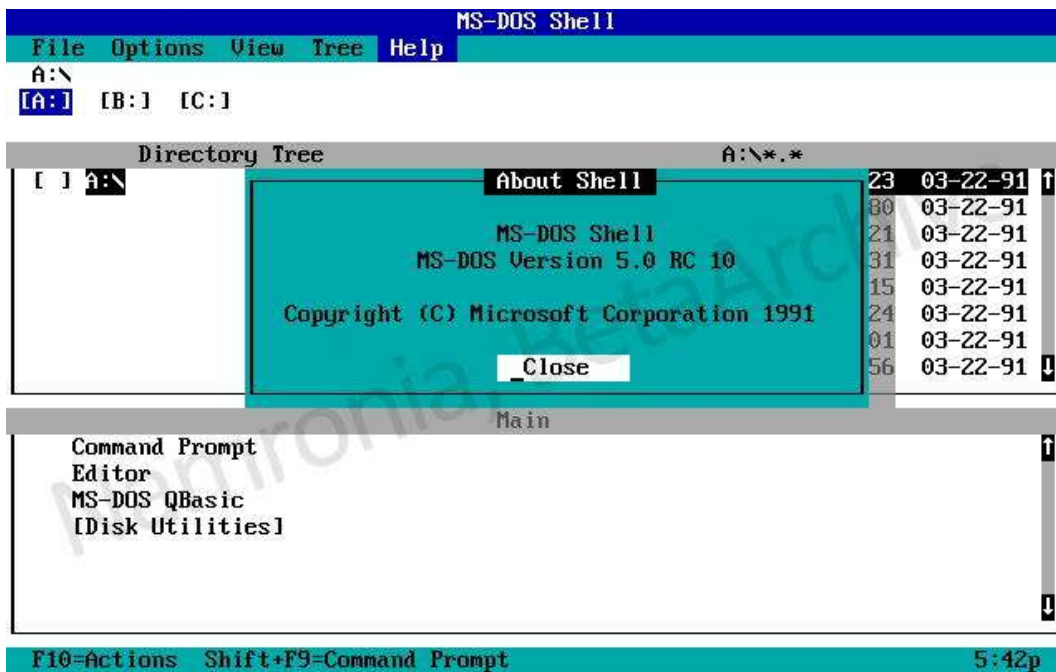 MS-DOS Shell
File Options View Tree Help
A:\
[A:] [B:] [C:]
Directory Tree A:\*.*
[ ] A:\ About Shell 23 03-22-91 ↑
80 03-22-91
MS-DOS Shell 21 03-22-91
MS-DOS Version 5.0 RC 10 31 03-22-91
15 03-22-91
Copyright (C) Microsoft Corporation 1991 24 03-22-91
01 03-22-91
Close 56 03-22-91 ↓
Main
Command Prompt ↑
Editor
MS-DOS QBasic
[Disk Utilities]
↓
F10=Actions Shift+F9=Command Prompt 5:42p
Nemronia, BetaArchive